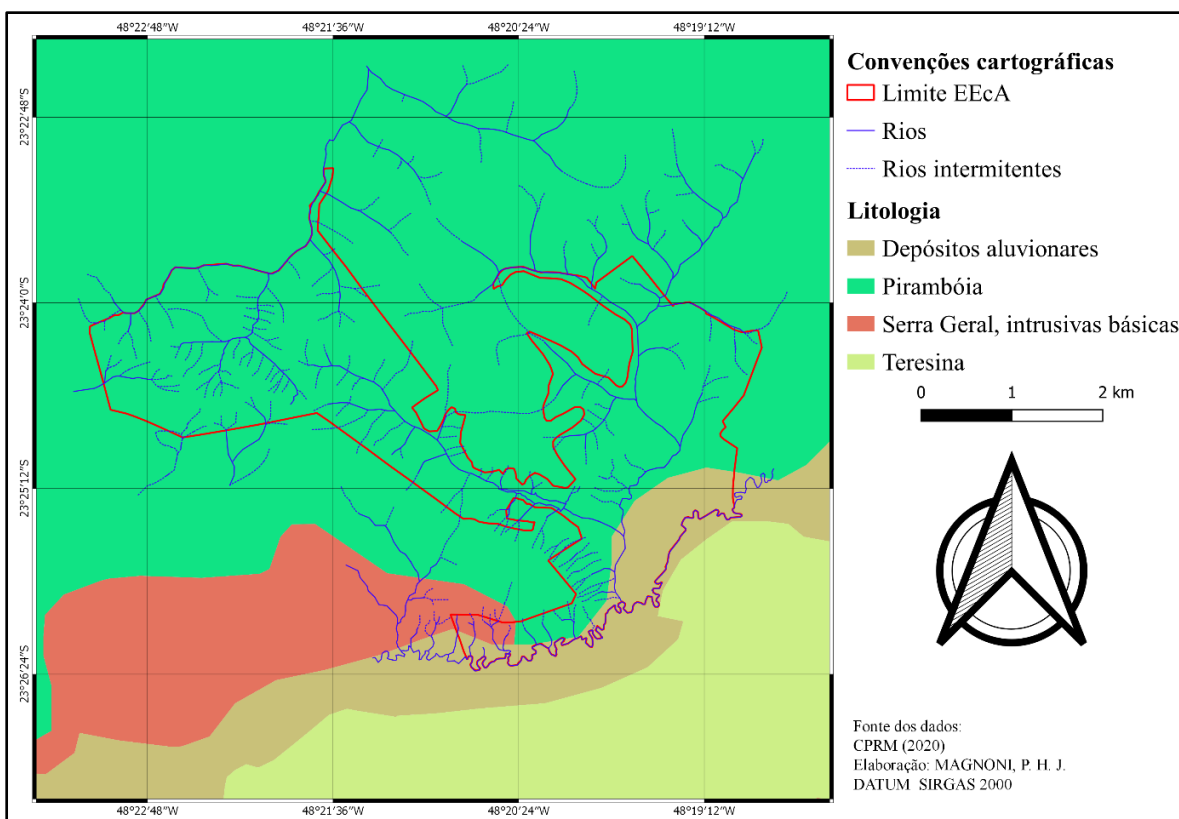 48°22′48″W 48°21′36″W 48°20′24″W 48°19′12″W
23°22′48″S
23°24′0″S
23°25′12″S
23°26′24″S
48°22′48″W 48°21′36″W 48°20′24″W 48°19′12″W
Convenções cartográficas
Limite EEcA
Rios
Rios intermitentes
Litologia
Depósitos aluvionares
Pirambóia
Serra Geral, intrusivas básicas
Teresina
0 1 2 km
Fonte dos dados:
CPRM (2020)
Elaboração: MAGNONI, P. H. J.
DATUM SIRGAS 2000